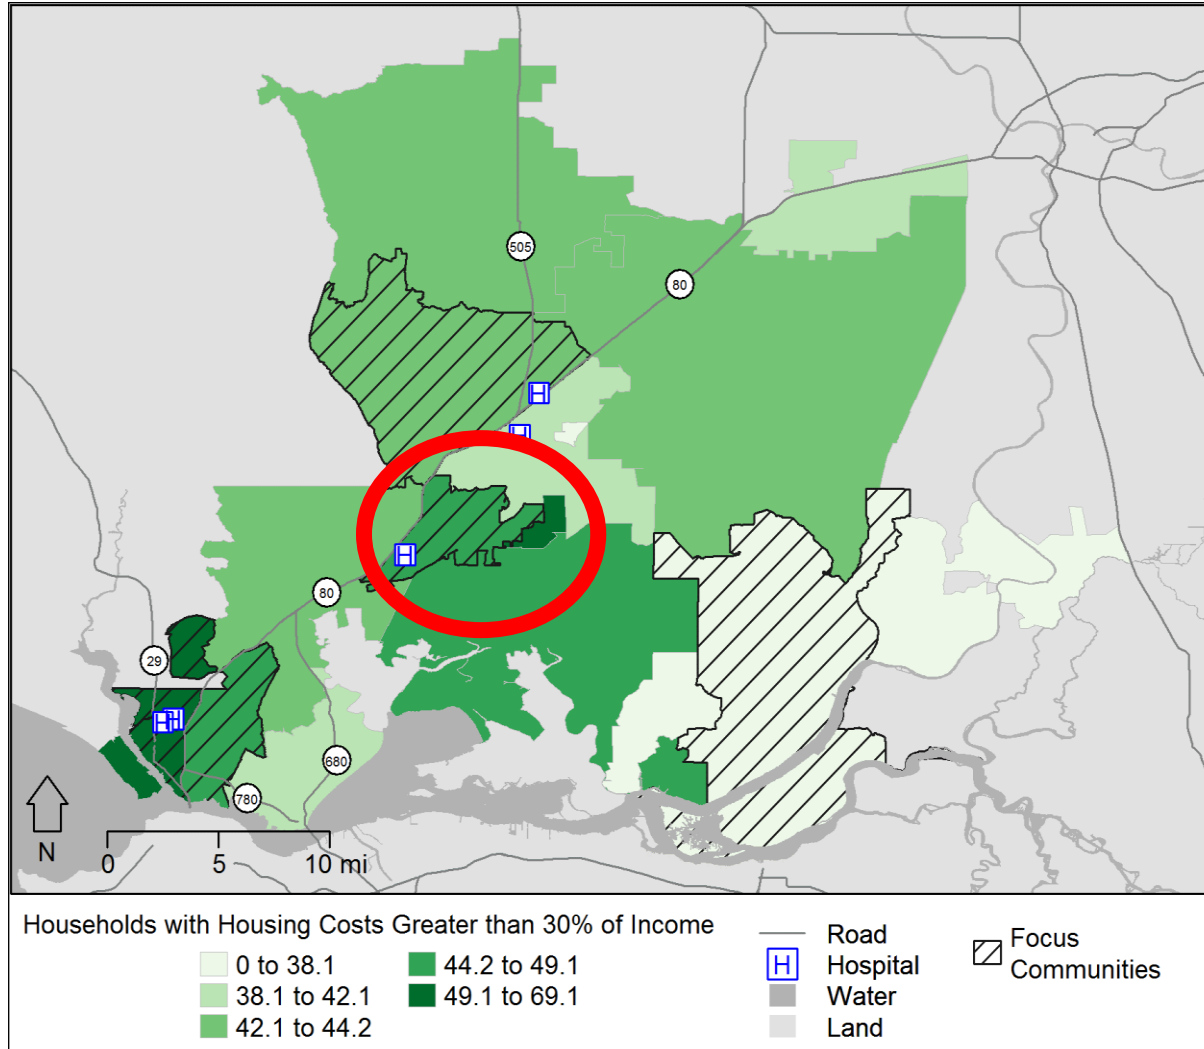 505
80
H
H
H
80
29
H H
680
780
N
0 5 10 mi
Households with Housing Costs Greater than 30% of Income
0 to 38.1
38.1 to 42.1
42.1 to 44.2
44.2 to 49.1
49.1 to 69.1
Road
H Hospital
Water
Land
Focus
Communities